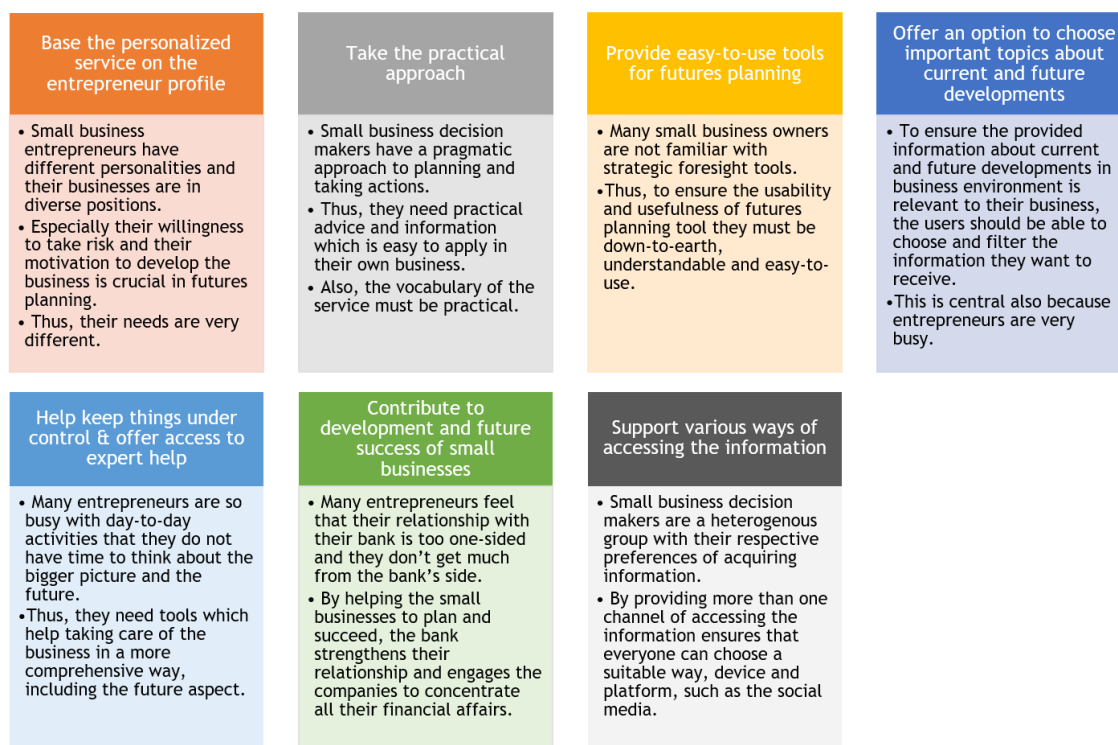 Base the personalized
service on the
entrepreneur profile
• Small business
entrepreneurs have
different personalities and
their businesses are in
diverse positions.
• Especially their willingness
to take risk and their
motivation to develop the
business is crucial in futures
planning.
• Thus, their needs are very
different.
Take the practical
approach
• Small business decision
makers have a pragmatic
approach to planning and
taking actions.
• Thus, they need practical
advice and information
which is easy to apply in
their own business.
• Also, the vocabulary of the
service must be practical.
Provide easy-to-use tools
for futures planning
• Many small business owners
are not familiar with
strategic foresight tools.
•Thus, to ensure the usability
and usefulness of futures
planning tool they must be
down-to-earth,
understandable and easy-to-
use.
Offer an option to choose
important topics about
current and future
developments
• To ensure the provided
information about current
and future developments in
business environment is
relevant to their business,
the users should be able to
choose and filter the
information they want to
receive.
•This is central also because
entrepreneurs are very
busy.
Help keep things under
control & offer access to
expert help
• Many entrepreneurs are so
busy with day-to-day
activities that they do not
have time to think about the
bigger picture and the
future.
•Thus, they need tools which
help taking care of the
business in a more
comprehensive way,
including the future aspect.
Contribute to
development and future
success of small
businesses
• Many entrepreneurs feel
that their relationship with
their bank is too one-sided
and they don't get much
from the bank's side.
• By helping the small
businesses to plan and
succeed, the bank
strengthens their
relationship and engages the
companies to concentrate
all their financial affairs.
Support various ways of
accessing the information
• Small business decision
makers are a heterogenous
group with their respective
preferences of acquiring
information.
• By providing more than one
channel of accessing the
information ensures that
everyone can choose a
suitable way, device and
platform, such as the social
media.